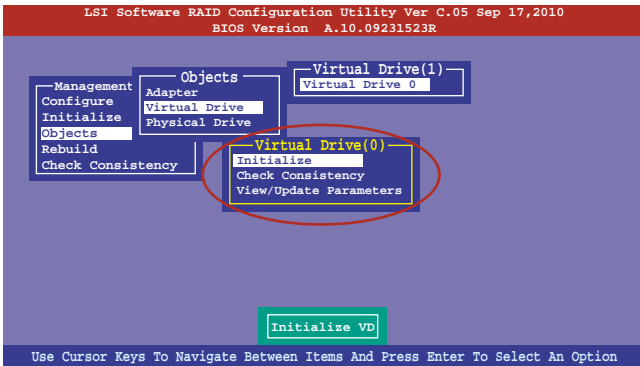 LSI Software RAID Configuration Utility Ver C.05 Sep 17,2010
BIOS Version A.10.09231523R
Management
Configure
Initialize
Objects
Rebuild
Check Consistency
Objects
Adapter
Virtual Drive
Physical Drive
Virtual Drive(1)
Virtual Drive 0
Virtual Drive(0)
Initialize
Check Consistency
View/Update Parameters
Initialize VD
Use Cursor Keys To Navigate Between Items And Press Enter To Select An Option